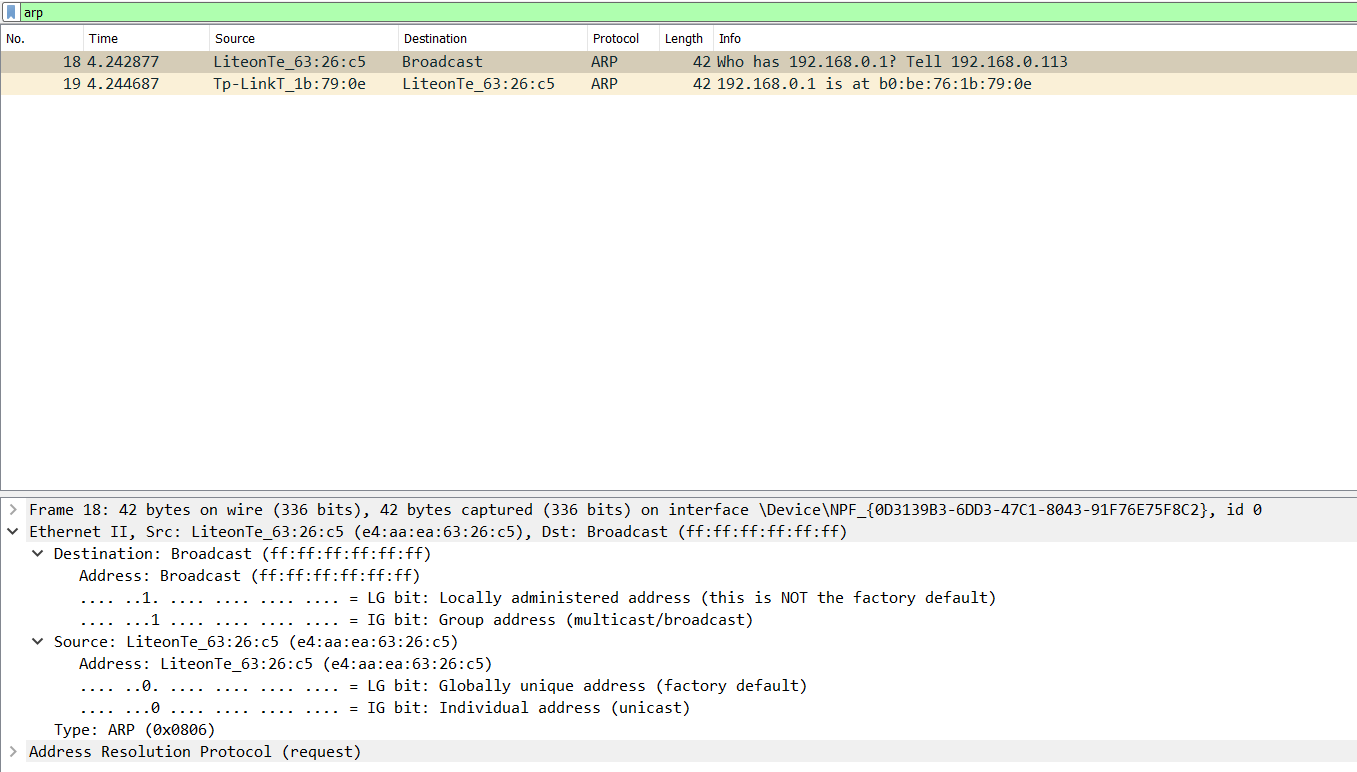 arp
No. Time Source Destination Protocol Length Info
18 4.242877 LiteonTe_63:26:c5 Broadcast ARP 42 Who has 192.168.0.1? Tell 192.168.0.113
19 4.244687 Tp-LinkT_1b:79:0e LiteonTe_63:26:c5 ARP 42 192.168.0.1 is at b0:be:76:1b:79:0e
Frame 18: 42 bytes on wire (336 bits), 42 bytes captured (336 bits) on interface \Device\NPF_{0D3139B3-6DD3-47C1-8043-91F76E75F8C2}, id 0
Ethernet II, Src: LiteonTe_63:26:c5 (e4:aa:ea:63:26:c5), Dst: Broadcast (ff:ff:ff:ff:ff:ff)
Destination: Broadcast (ff:ff:ff:ff:ff:ff)
Address: Broadcast (ff:ff:ff:ff:ff:ff)
.... ..1. .... .... .... .... = LG bit: Locally administered address (this is NOT the factory default)
.... ...1 .... .... .... .... = IG bit: Group address (multicast/broadcast)
Source: LiteonTe_63:26:c5 (e4:aa:ea:63:26:c5)
Address: LiteonTe_63:26:c5 (e4:aa:ea:63:26:c5)
.... ..0. .... .... .... .... = LG bit: Globally unique address (factory default)
.... ...0 .... .... .... .... = IG bit: Individual address (unicast)
Type: ARP (0x0806)
Address Resolution Protocol (request)